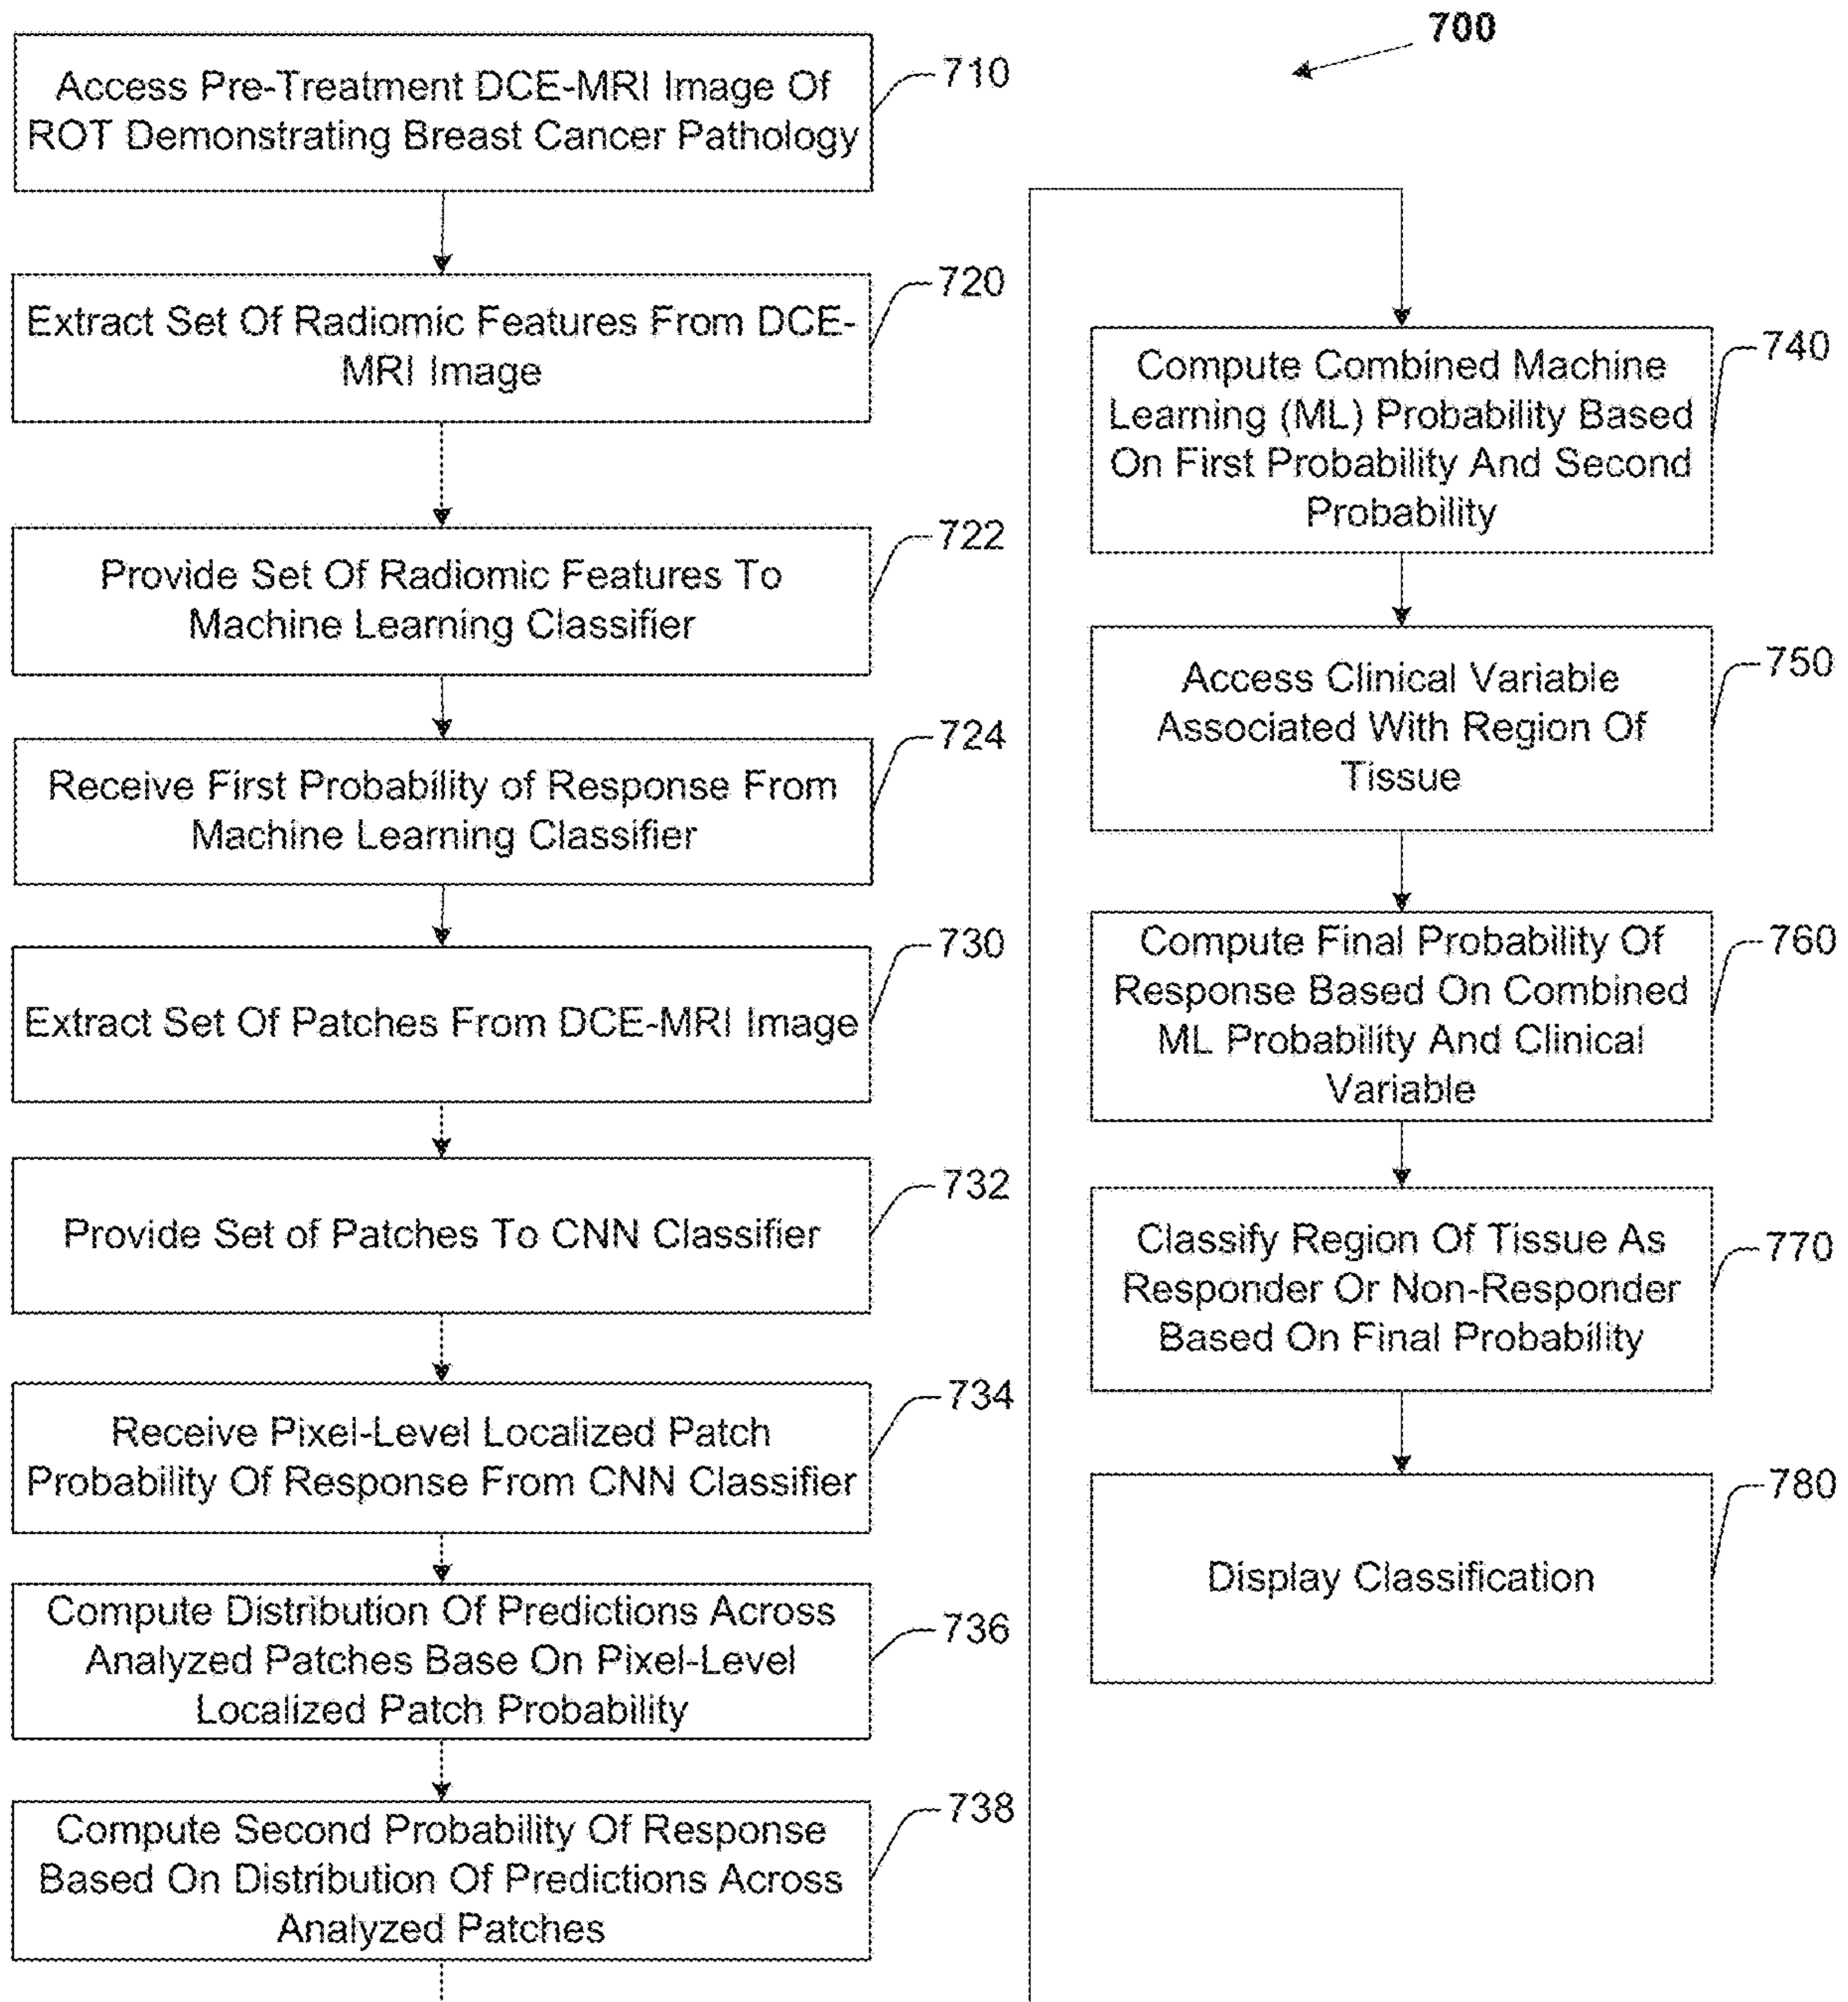 700
Access Pre-Treatment DCE-MRI Image Of
ROT Demonstrating Breast Cancer Pathology
710
Extract Set Of Radiomic Features From DCE-
MRI Image
720
Provide Set Of Radiomic Features To
Machine Learning Classifier
722
Receive First Probability of Response From
Machine Learning Classifier
724
Extract Set Of Patches From DCE-MRI Image
730
Provide Set of Patches To CNN Classifier
732
Receive Pixel-Level Localized Patch
Probability Of Response From CNN Classifier
734
Compute Distribution Of Predictions Across
Analyzed Patches Base On Pixel-Level
Localized Patch Probability
736
Compute Second Probability Of Response
Based On Distribution Of Predictions Across
Analyzed Patches
738
Compute Combined Machine
Learning (ML) Probability Based
On First Probability And Second
Probability
740
Access Clinical Variable
Associated With Region Of
Tissue
750
Compute Final Probability Of
Response Based On Combined
ML Probability And Clinical
Variable
760
Classify Region Of Tissue As
Responder Or Non-Responder
Based On Final Probability
770
Display Classification
780